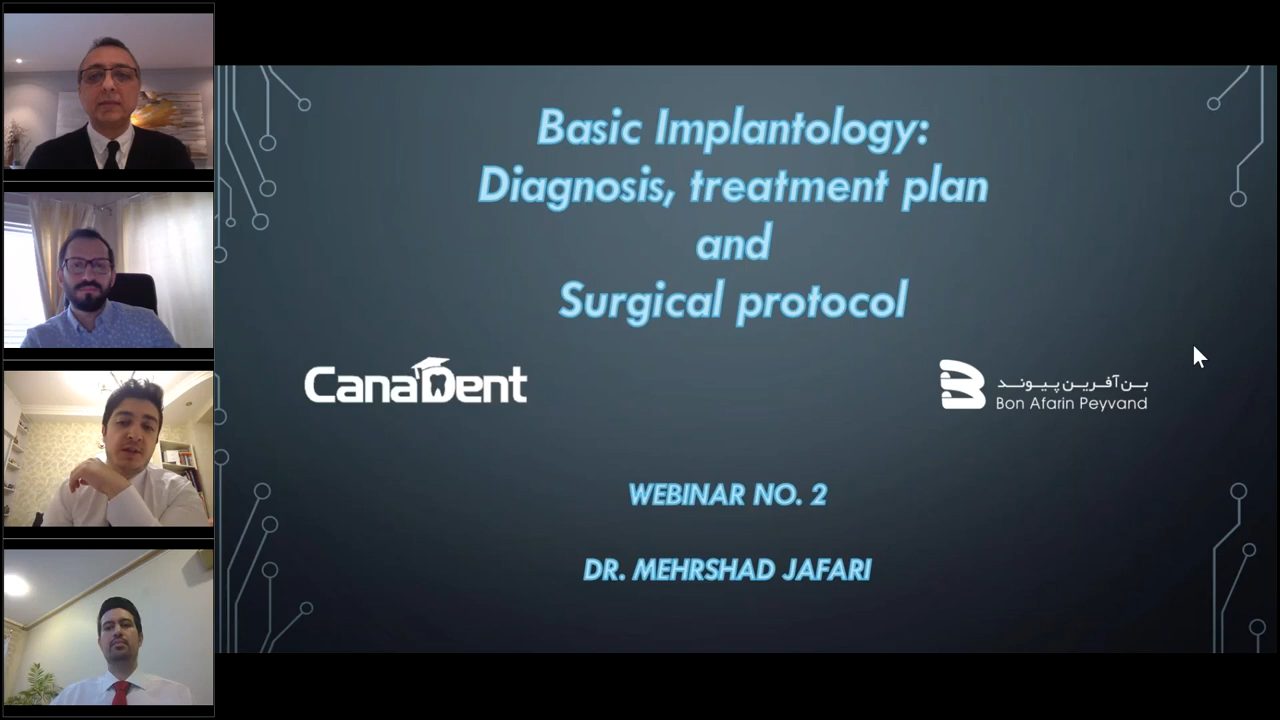 Basic Implantology:
Diagnosis, treatment plan
and
Surgical protocol
CanaDent
بن‌آفرین‌پیوند
Bon Afarin Peyvand
WEBINAR NO. 2
DR. MEHRSHAD JAFARI